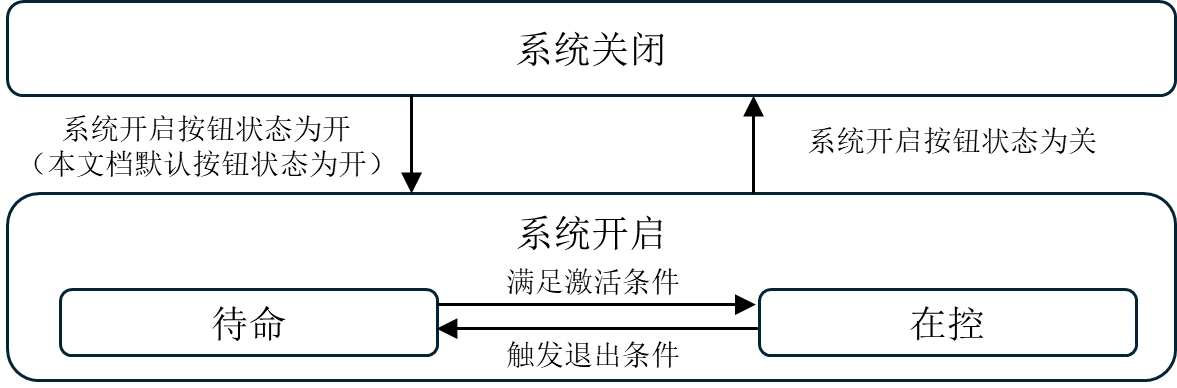 系统关闭
系统开启按钮状态为开
（本文档默认按钮状态为开）
系统开启按钮状态为关
系统开启
满足激活条件
待命
在控
触发退出条件